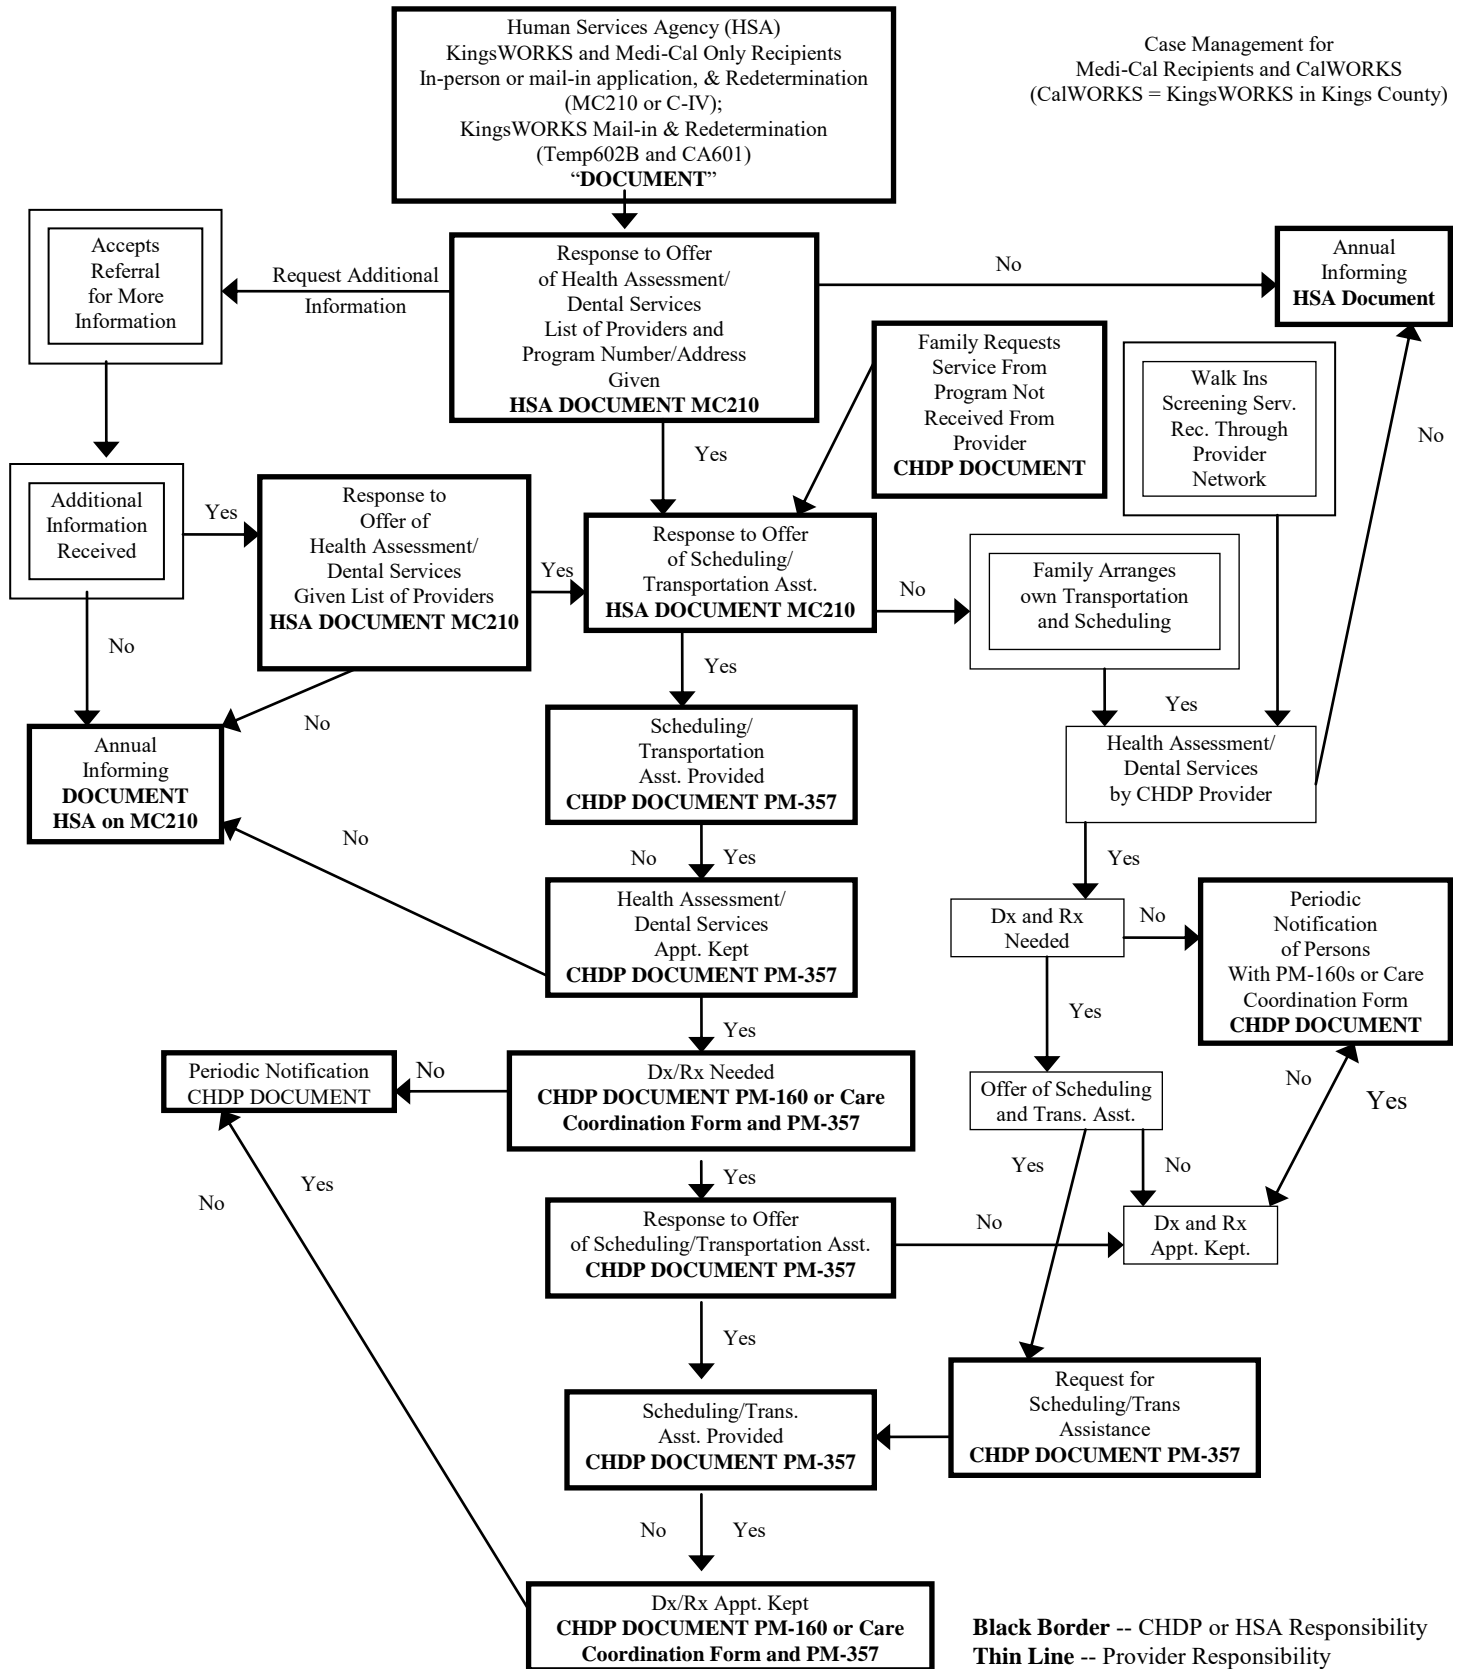 Human Services Agency (HSA)
KingsWORKS and Medi-Cal Only Recipients
In-person or mail-in application, & Redetermination
(MC210 or C-IV);
KingsWORKS Mail-in & Redetermination
(Temp602B and CA601)
“DOCUMENT”
Case Management for
Medi-Cal Recipients and CalWORKS
(CalWORKS = KingsWORKS in Kings County)
Accepts
Referral
for More
Information
Request Additional
Information
Response to Offer
of Health Assessment/
Dental Services
List of Providers and
Program Number/Address
Given
HSA DOCUMENT MC210
No
Annual
Informing
HSA Document
Family Requests
Service From
Program Not
Received From
Provider
CHDP DOCUMENT
Walk Ins
Screening Serv.
Rec. Through
Provider
Network
No
Yes
Additional
Information
Received
Yes
Response to
Offer of
Health Assessment/
Dental Services
Given List of Providers
HSA DOCUMENT MC210
Yes
Response to Offer
of Scheduling/
Transportation Asst.
HSA DOCUMENT MC210
No
Family Arranges
own Transportation
and Scheduling
No
Yes
Yes
No
Annual
Informing
DOCUMENT
HSA on MC210
Scheduling/
Transportation
Asst. Provided
CHDP DOCUMENT PM-357
Health Assessment/
Dental Services
by CHDP Provider
No
No
Yes
Yes
Health Assessment/
Dental Services
Appt. Kept
CHDP DOCUMENT PM-357
Dx and Rx
Needed
No
Periodic
Notification
of Persons
With PM-160s or Care
Coordination Form
CHDP DOCUMENT
Yes
Yes
Periodic Notification
CHDP DOCUMENT
No
Dx/Rx Needed
CHDP DOCUMENT PM-160 or Care
Coordination Form and PM-357
Offer of Scheduling
and Trans. Asst.
No
Yes
Yes
No
Yes
Yes
No
Response to Offer
of Scheduling/Transportation Asst.
CHDP DOCUMENT PM-357
No
Dx and Rx
Appt. Kept.
Yes
Scheduling/Trans.
Asst. Provided
CHDP DOCUMENT PM-357
Request for
Scheduling/Trans
Assistance
CHDP DOCUMENT PM-357
No
Yes
Dx/Rx Appt. Kept
CHDP DOCUMENT PM-160 or Care
Coordination Form and PM-357
Black Border -- CHDP or HSA Responsibility
Thin Line -- Provider Responsibility